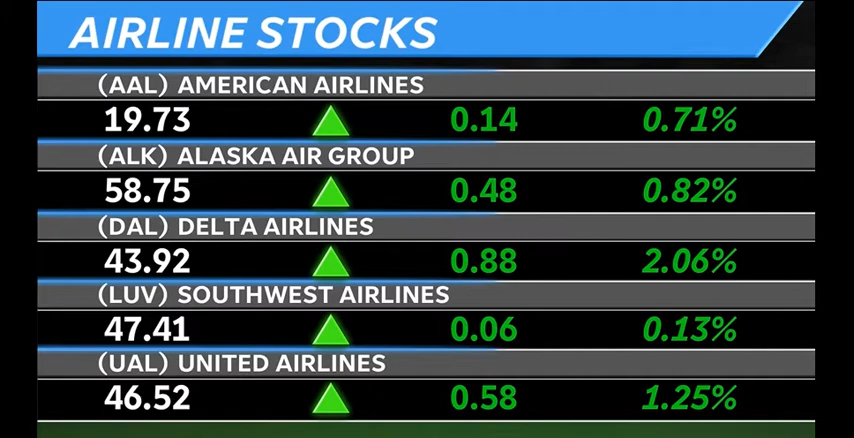 AIRLINE STOCKS
(AAL) AMERICAN AIRLINES
19.73 ▲ 0.14 0.71%
(ALK) ALASKA AIR GROUP
58.75 ▲ 0.48 0.82%
(DAL) DELTA AIRLINES
43.92 ▲ 0.88 2.06%
(LUV) SOUTHWEST AIRLINES
47.41 ▲ 0.06 0.13%
(UAL) UNITED AIRLINES
46.52 ▲ 0.58 1.25%